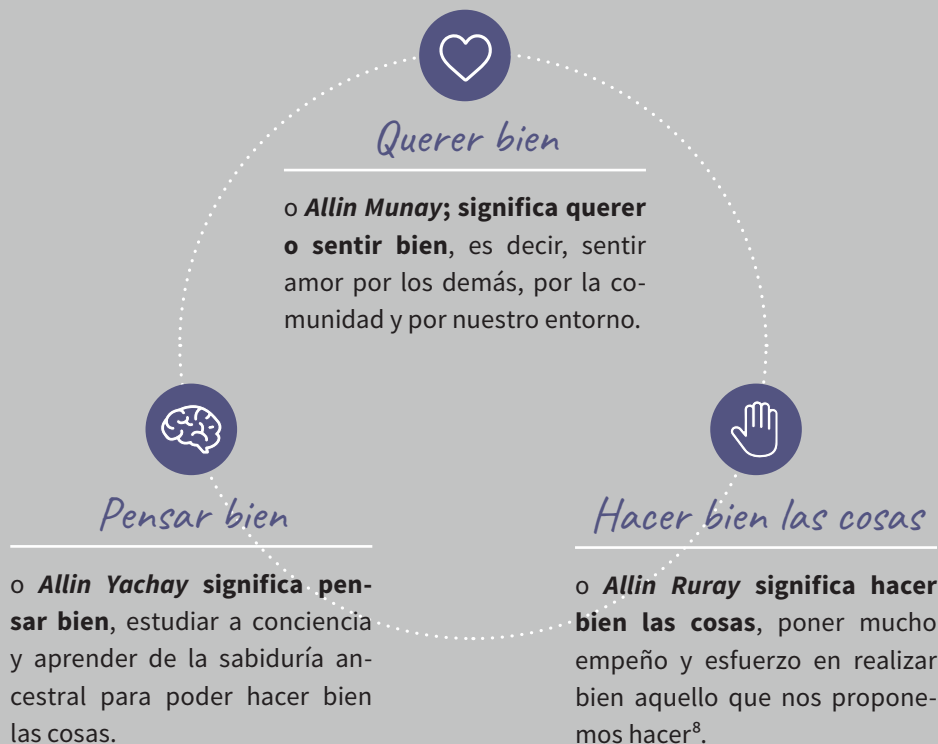 Querer bien
o Allin Munay; significa querer
o sentir bien, es decir, sentir
amor por los demás, por la co-
munidad y por nuestro entorno.
Pensar bien
o Allin Yachay significa pen-
sar bien, estudiar a conciencia
y aprender de la sabiduría an-
cestral para poder hacer bien
las cosas.
Hacer bien las cosas
o Allin Ruray significa hacer
bien las cosas, poner mucho
empeño y esfuerzo en realizar
bien aquello que nos propone-
mos hacer⁸.